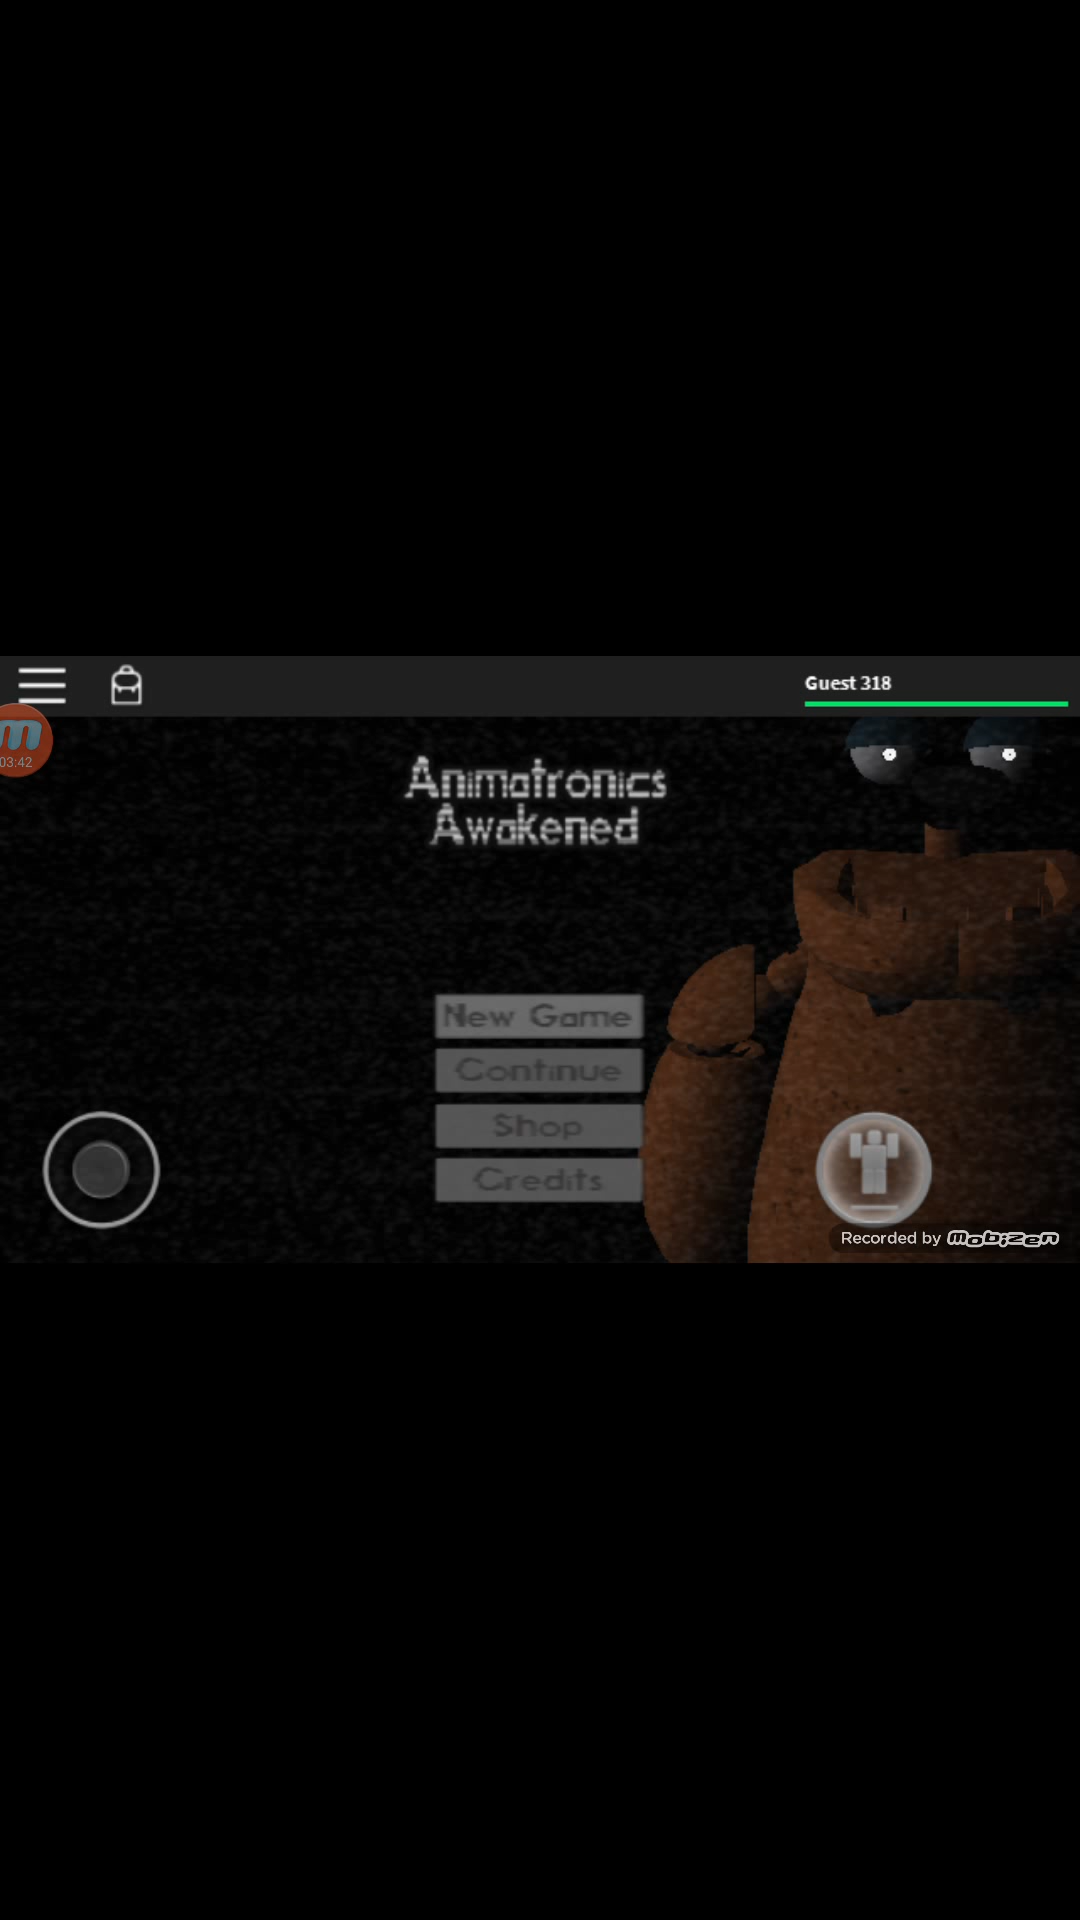 Guest 318
m
03:42
Animatronics
Awakened
New Game
Continue
Shop
Credits
Recorded by mobizen